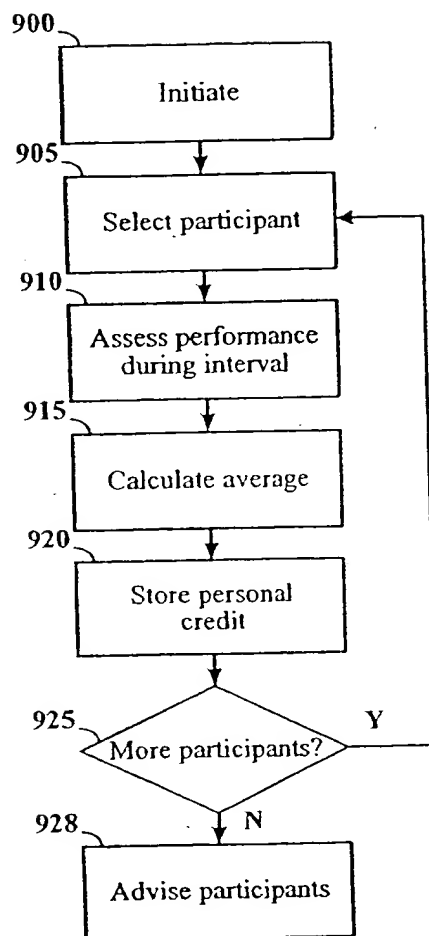 900
Initiate
905
Select participant
910
Assess performance
during interval
915
Calculate average
920
Store personal
credit
925
More participants?
Y
N
928
Advise participants